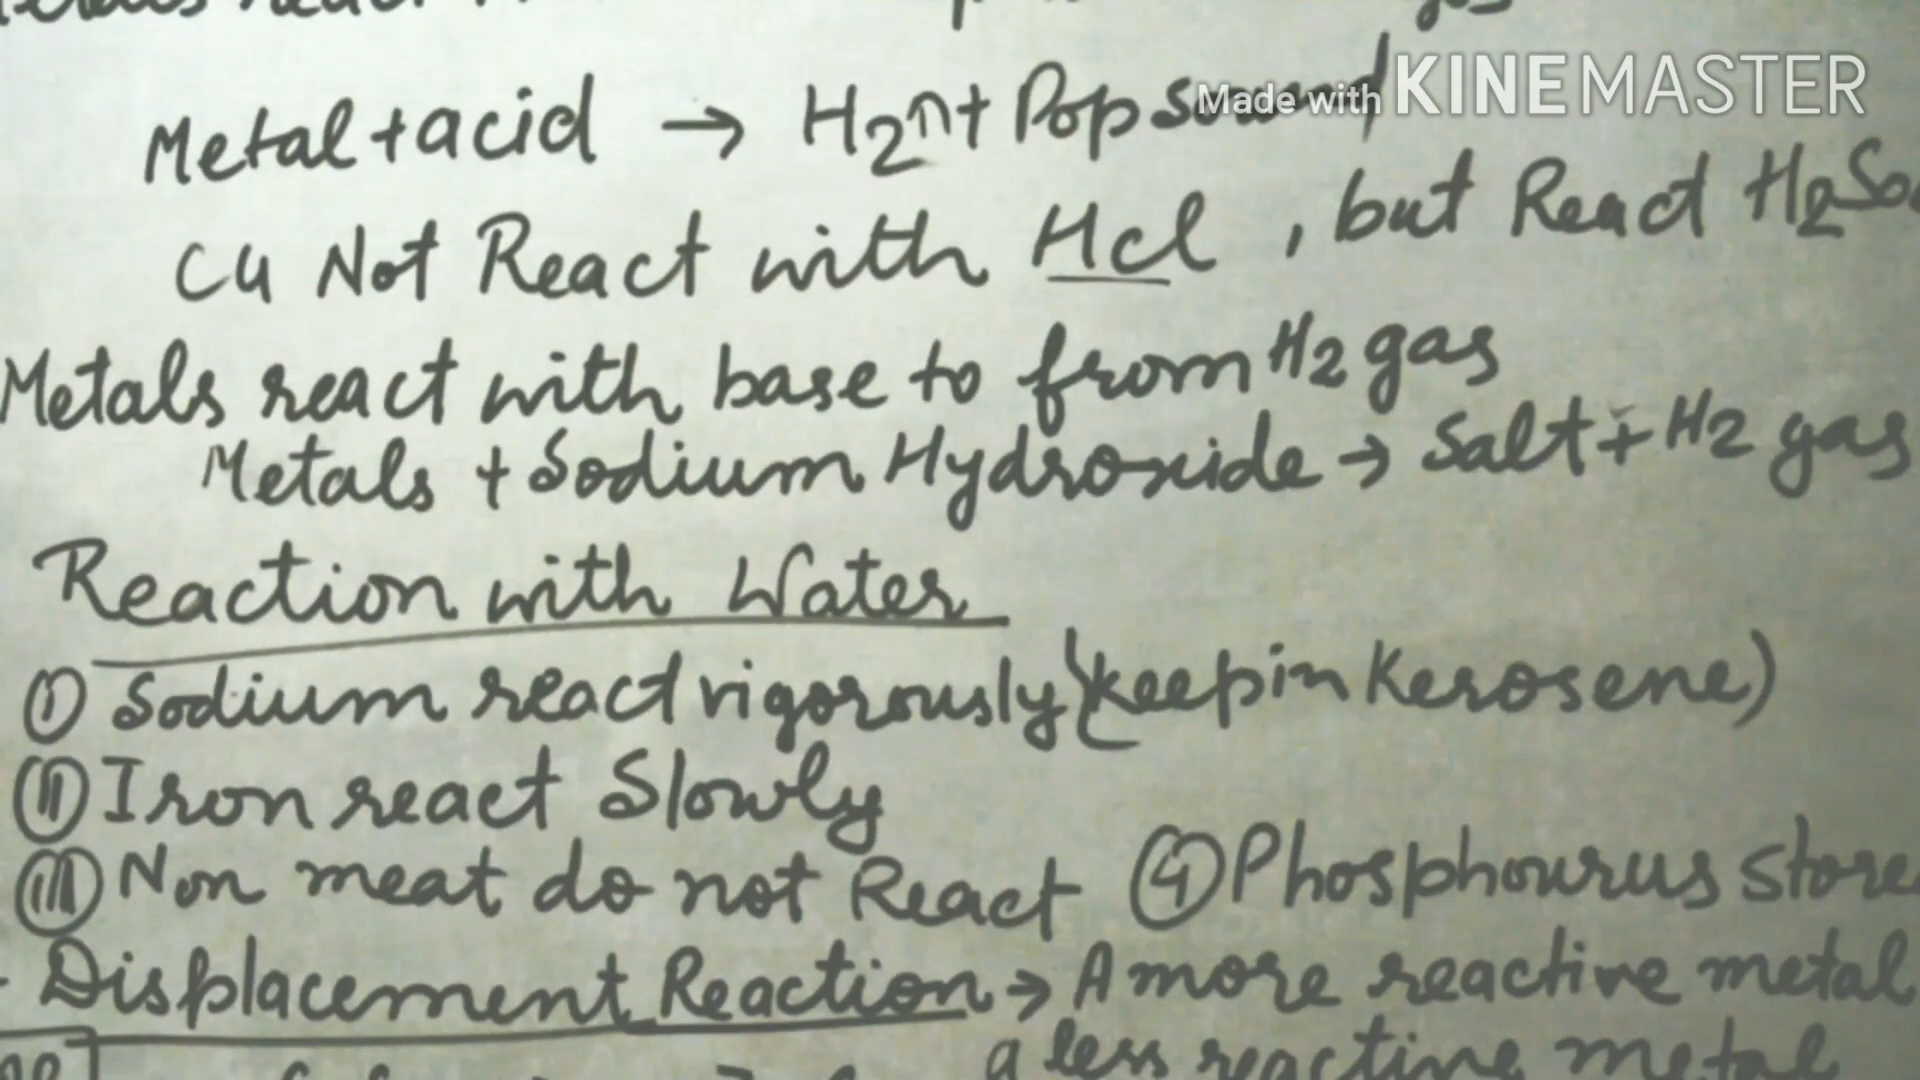 Metal + acid → H2↑ + Pop sound
Made with KINEMASTER
Cu Not React with Hcl , but React H2So
Metals react with base to from H2 gas
Metals + Sodium Hydroxide → Salt + H2 gas
Reaction with Water
(I) Sodium react vigorously (keep in Kerosene)
(II) Iron react Slowly
(III) Non meat do not React (4) Phosphourus Store
Displacement Reaction → A more reactive metal
a less reactive metal